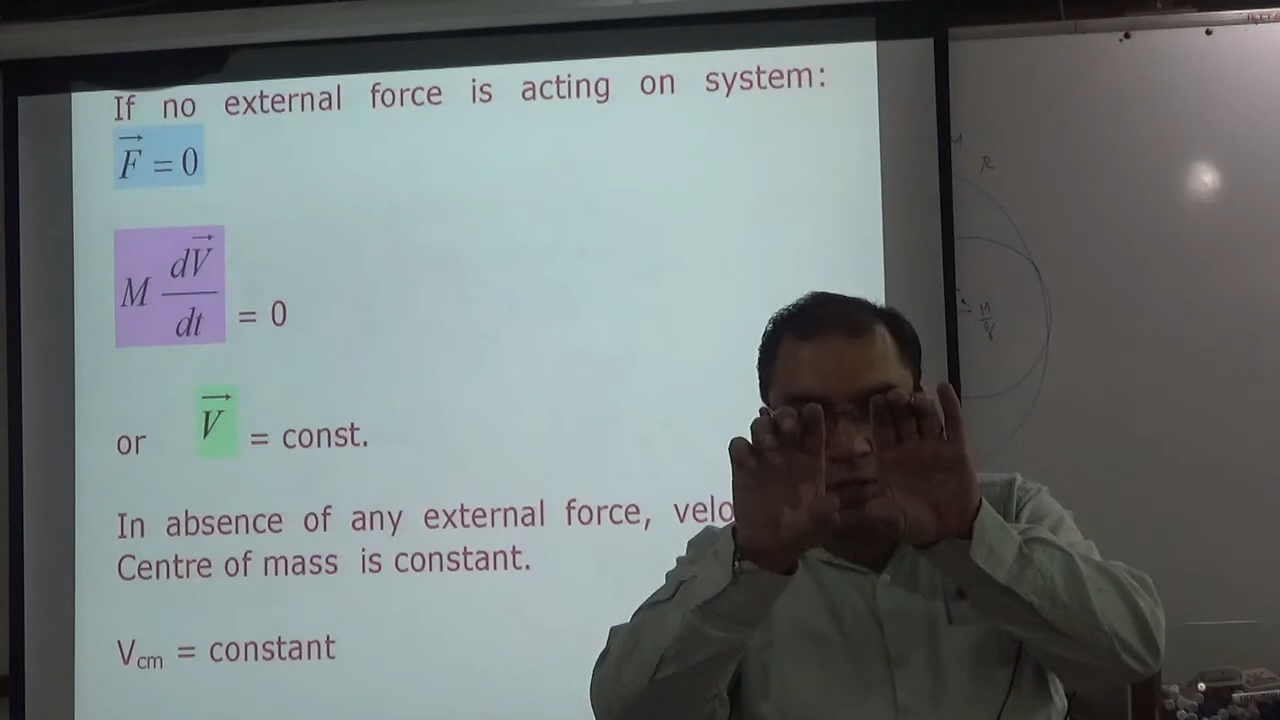 If no external force is acting on system:
F⃗ = 0
M dV⃗/dt = 0
or V⃗ = const.
In absence of any external force,
Centre of mass is constant.
Vcm = constant
R